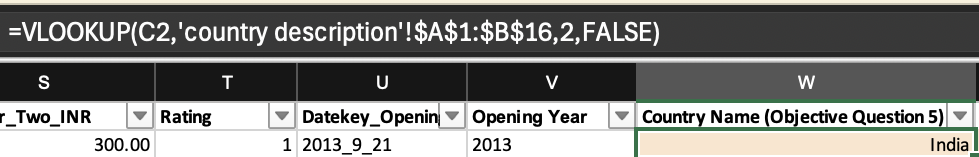 =VLOOKUP(C2,'country description'!$A$1:$B$16,2,FALSE)
S T U V W
r_Two_INR Rating Datekey_Openin Opening Year Country Name (Objective Question 5)
300.00 1 2013_9_21 2013 India